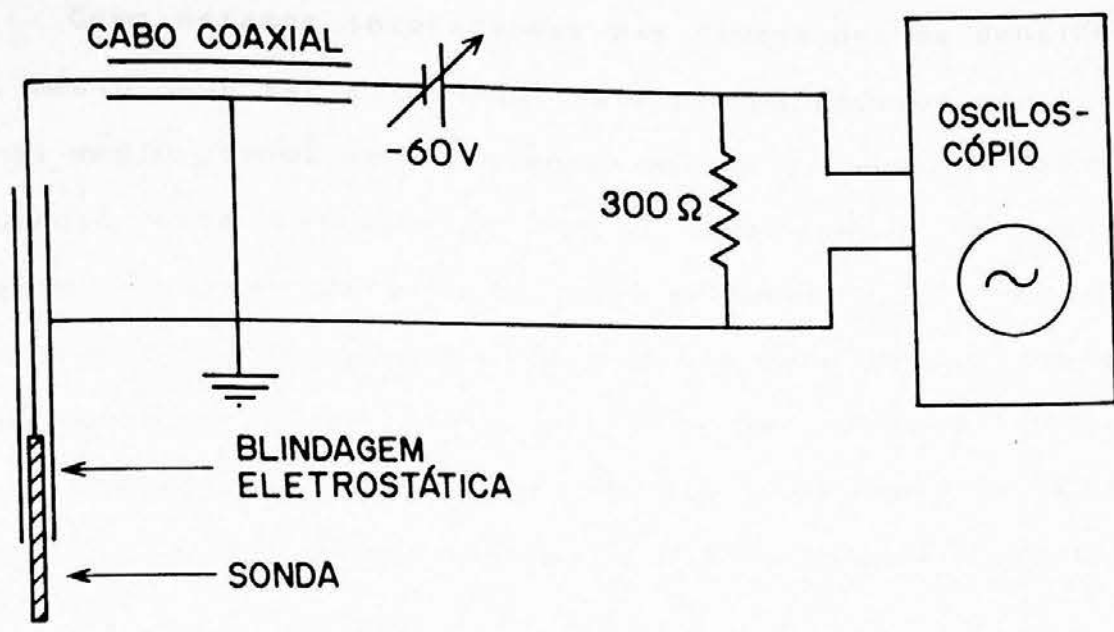 CABO COAXIAL
-60V
300 Ω
OSCILOS-
CÓPIO
BLINDAGEM
ELETROSTÁTICA
SONDA